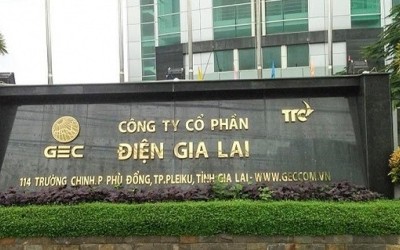 CÔNG TY CỔ PHẦN
TTC
GEC
ĐIỆN GIA LAI
114 TRƯỜNG CHINH.P PHÙ ĐỔNG,TP.PLEIKU,TỈNH GIA LAI-WWW.GECCOM.VN